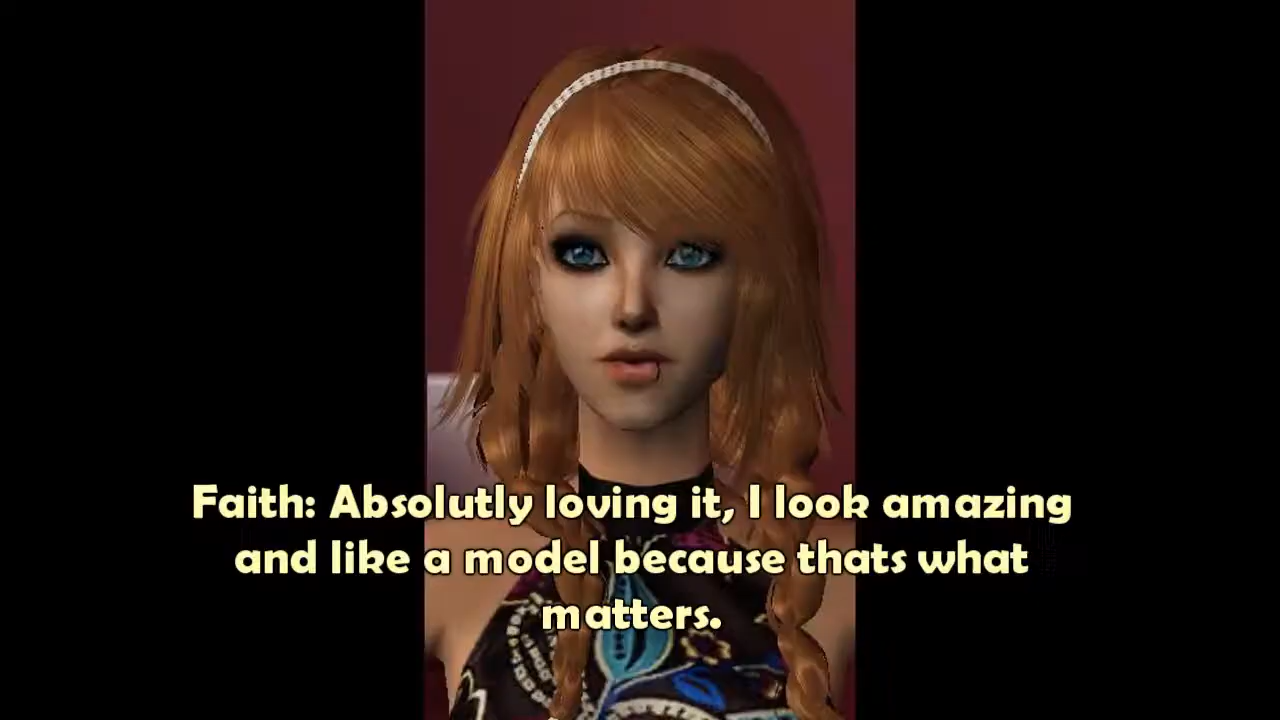 Faith: Absolutly loving it, I look amazing
and like a model because thats what
matters.